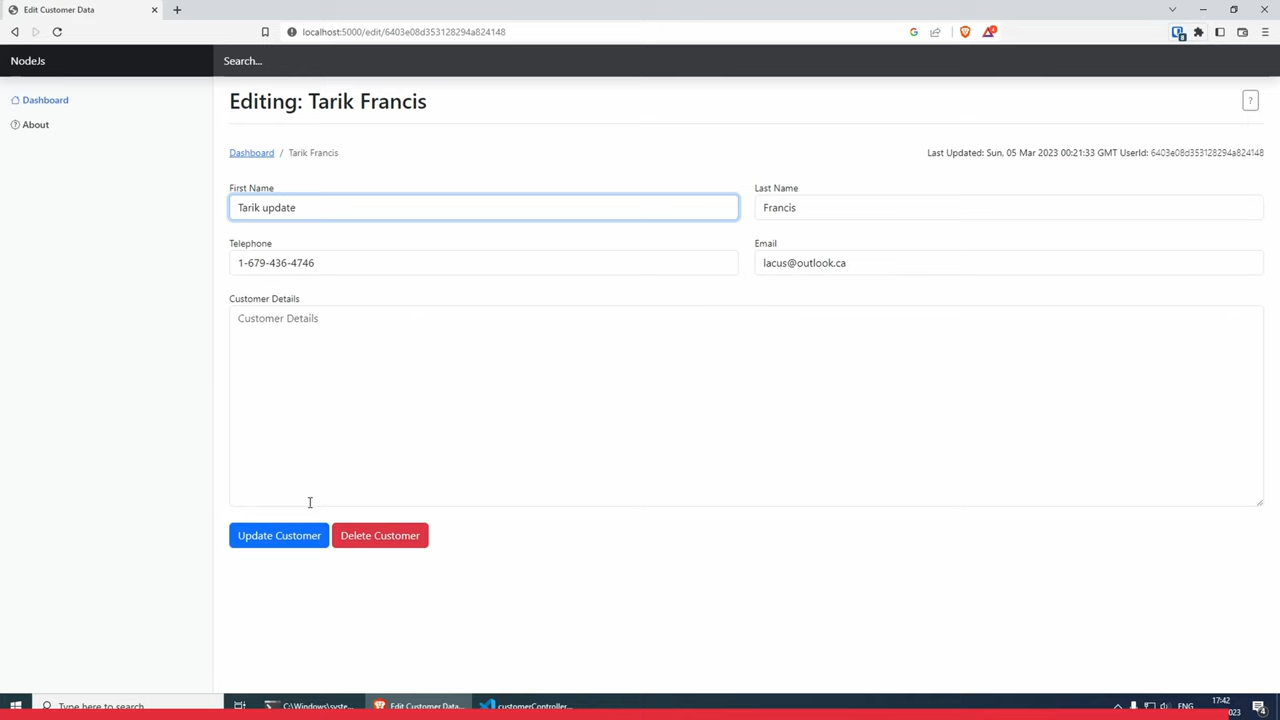 Edit Customer Data
localhost:5000/edit/6403e08d353128294a824148
NodeJs
Search...
Dashboard
About
Editing: Tarik Francis
?
Dashboard / Tarik Francis
Last Updated: Sun, 05 Mar 2023 00:21:33 GMT UserId: 6403e08d353128294a824148
First Name
Last Name
Tarik update
Francis
Telephone
Email
1-679-436-4746
lacus@outlook.ca
Customer Details
Customer Details
Update Customer
Delete Customer
Type here to search
C:\Windows\syste...
Edit Customer Data...
customerController...
ENG
17:42